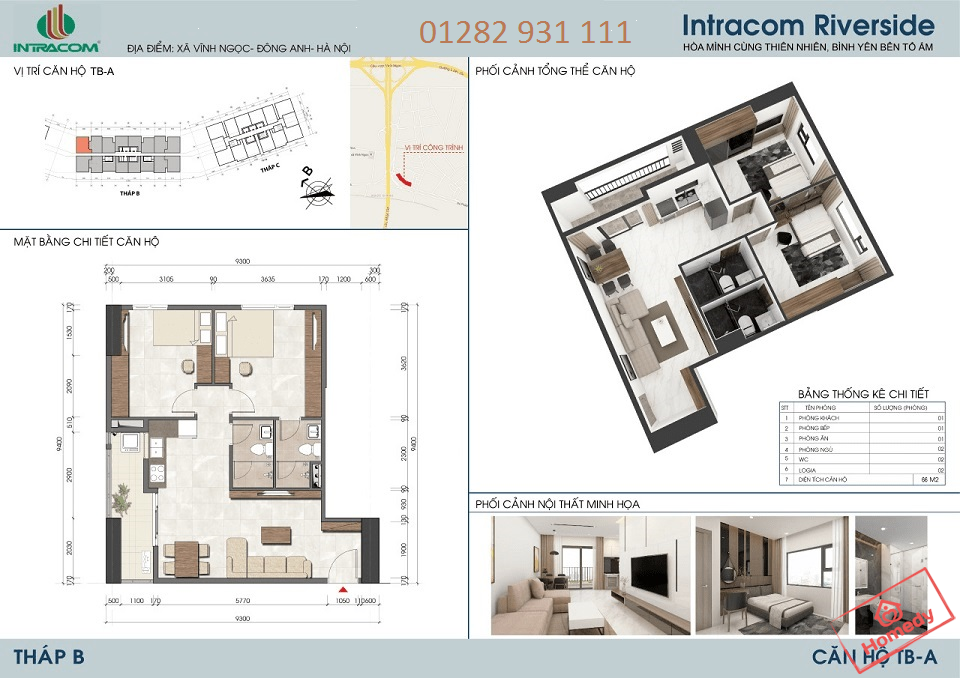 INTRACOM
ĐỊA ĐIỂM: XÃ VĨNH NGỌC- ĐÔNG ANH- HÀ NỘI
01282 931 111
Intracom Riverside
HÒA MÌNH CÙNG THIÊN NHIÊN, BÌNH YÊN BÊN TỔ ẤM
VỊ TRÍ CĂN HỘ TB-A
THÁP B
THÁP C
B
VỊ TRÍ CÔNG TRÌNH
PHỐI CẢNH TỔNG THỂ CĂN HỘ
MẶT BẰNG CHI TIẾT CĂN HỘ
9300
200
300
500 3105 90 3635 170 1200 600
170
1530
2090
510
9400
2900
2030
170
170
3620
90
2300
9400
90
930
130
1900
170
500 1100 170 5770 1050 110 600
9300
BẢNG THỐNG KÊ CHI TIẾT
STT TÊN PHÒNG SỐ LƯỢNG (PHÒNG)
1 PHÒNG KHÁCH 01
2 PHÒNG BẾP 01
3 PHÒNG ĂN 01
4 PHÒNG NGỦ 02
5 WC 02
6 LOGIA 02
7 DIỆN TÍCH CĂN HỘ 66 M2
PHỐI CẢNH NỘI THẤT MINH HỌA
Homedy
THÁP B
CĂN HỘ TB-A